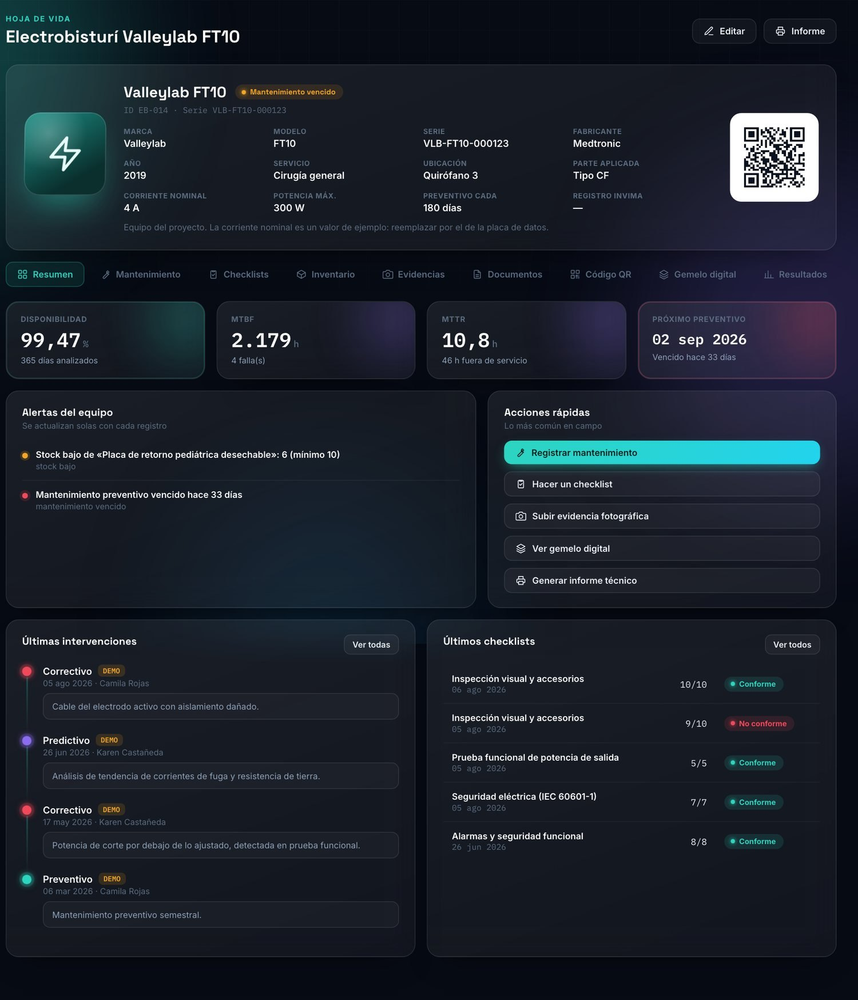 HOJA DE VIDA
Electrobisturí Valleylab FT10
Editar
Informe
Valleylab FT10
Mantenimiento vencido
ID EB-014 · Serie VLB-FT10-000123
MARCA
Valleylab
MODELO
FT10
SERIE
VLB-FT10-000123
FABRICANTE
Medtronic
AÑO
2019
SERVICIO
Cirugía general
UBICACIÓN
Quirófano 3
PARTE APLICADA
Tipo CF
CORRIENTE NOMINAL
4 A
POTENCIA MÁX.
300 W
PREVENTIVO CADA
180 días
REGISTRO INVIMA
—
Equipo del proyecto. La corriente nominal es un valor de ejemplo: reemplazar por el de la placa de datos.
Resumen
Mantenimiento
Checklists
Inventario
Evidencias
Documentos
Código QR
Gemelo digital
Resultados
DISPONIBILIDAD
99,47 %
365 días analizados
MTBF
2.179 h
4 falla(s)
MTTR
10,8 h
46 h fuera de servicio
PRÓXIMO PREVENTIVO
02 sep 2026
Vencido hace 33 días
Alertas del equipo
Se actualizan solas con cada registro
Stock bajo de «Placa de retorno pediátrica desechable»: 6 (mínimo 10)
stock bajo
Mantenimiento preventivo vencido hace 33 días
mantenimiento vencido
Acciones rápidas
Lo más común en campo
Registrar mantenimiento
Hacer un checklist
Subir evidencia fotográfica
Ver gemelo digital
Generar informe técnico
Últimas intervenciones
Ver todas
Correctivo DEMO
05 ago 2026 · Camila Rojas
Cable del electrodo activo con aislamiento dañado.
Predictivo DEMO
26 jun 2026 · Karen Castañeda
Análisis de tendencia de corrientes de fuga y resistencia de tierra.
Correctivo DEMO
17 may 2026 · Karen Castañeda
Potencia de corte por debajo de lo ajustado, detectada en prueba funcional.
Preventivo DEMO
06 mar 2026 · Camila Rojas
Mantenimiento preventivo semestral.
Últimos checklists
Ver todos
Inspección visual y accesorios
06 ago 2026
10/10
Conforme
Inspección visual y accesorios
05 ago 2026
9/10
No conforme
Prueba funcional de potencia de salida
05 ago 2026
5/5
Conforme
Seguridad eléctrica (IEC 60601-1)
05 ago 2026
7/7
Conforme
Alarmas y seguridad funcional
26 jun 2026
8/8
Conforme